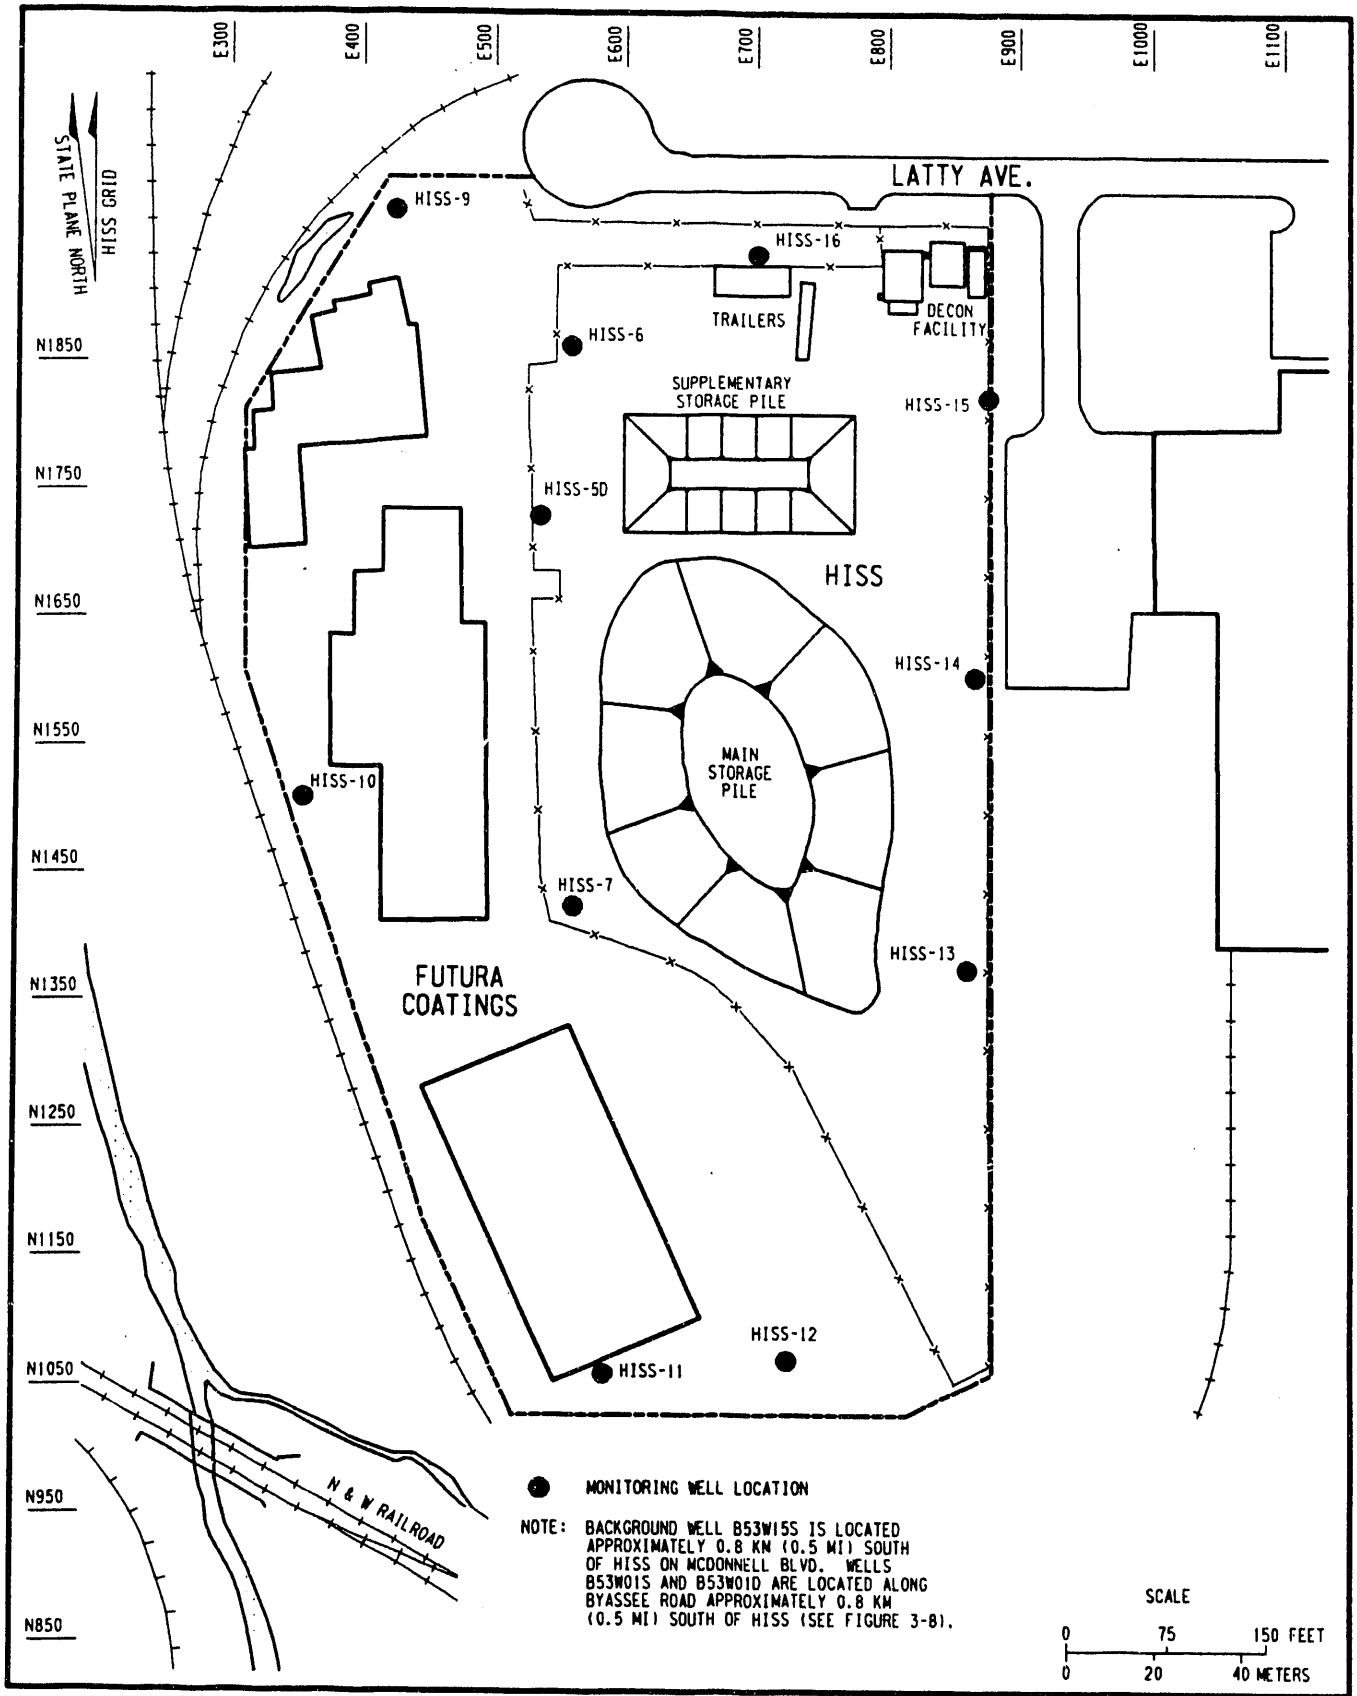 E300
E400
E500
E600
E700
E800
E900
E1000
E1100
STATE PLANE NORTH
HISS GRID
LATTY AVE.
HISS-9
HISS-16
TRAILERS
DECON
FACILITY
N1850
HISS-6
SUPPLEMENTARY
STORAGE PILE
HISS-15
N1750
HISS-5D
HISS
N1650
HISS-14
N1550
MAIN
STORAGE
PILE
HISS-10
N1450
HISS-7
HISS-13
N1350
FUTURA
COATINGS
N1250
N1150
HISS-12
N1050
HISS-11
N950
N & W RAILROAD
MONITORING WELL LOCATION
NOTE: BACKGROUND WELL B53W15S IS LOCATED
APPROXIMATELY 0.8 KM (0.5 MI) SOUTH
OF HISS ON MCDONNELL BLVD. WELLS
B53W01S AND B53W01D ARE LOCATED ALONG
BYASSEE ROAD APPROXIMATELY 0.8 KM
(0.5 MI) SOUTH OF HISS (SEE FIGURE 3-8).
N850
SCALE
0 75 150 FEET
0 20 40 METERS